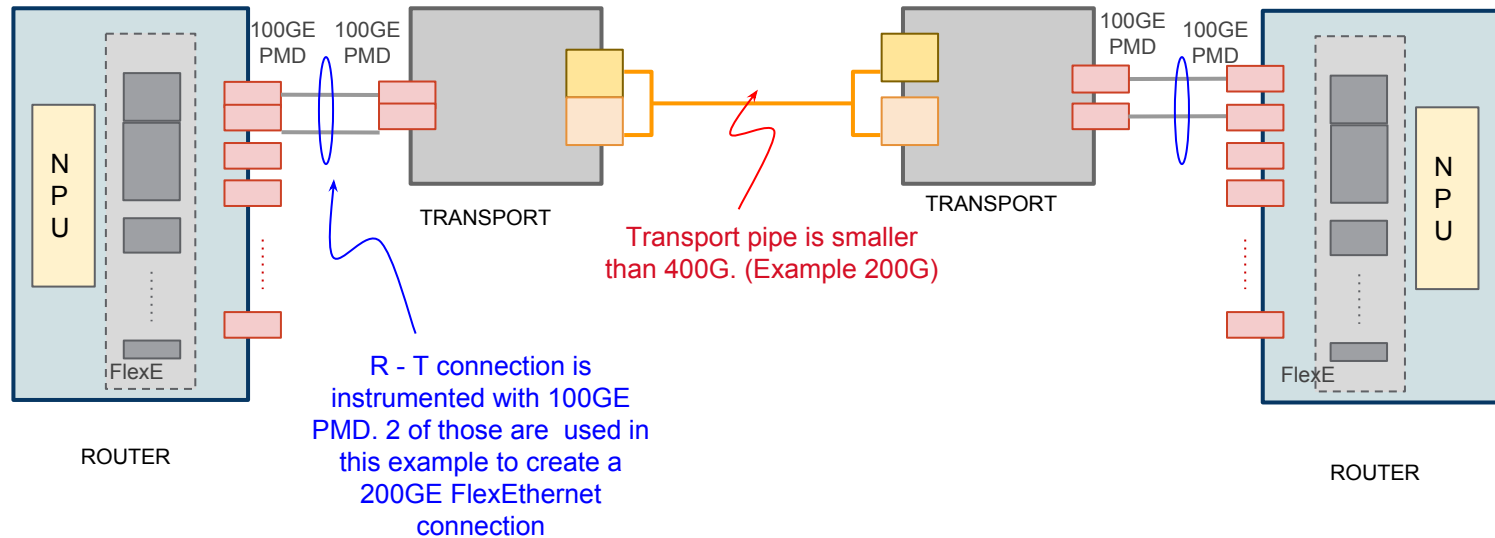 100GE
PMD
100GE
PMD
N
P
U
FlexE
ROUTER
TRANSPORT
Transport pipe is smaller
than 400G. (Example 200G)
R - T connection is
instrumented with 100GE
PMD. 2 of those are used in
this example to create a
200GE FlexEthernet
connection
TRANSPORT
100GE
PMD
100GE
PMD
N
P
U
FlexE
ROUTER